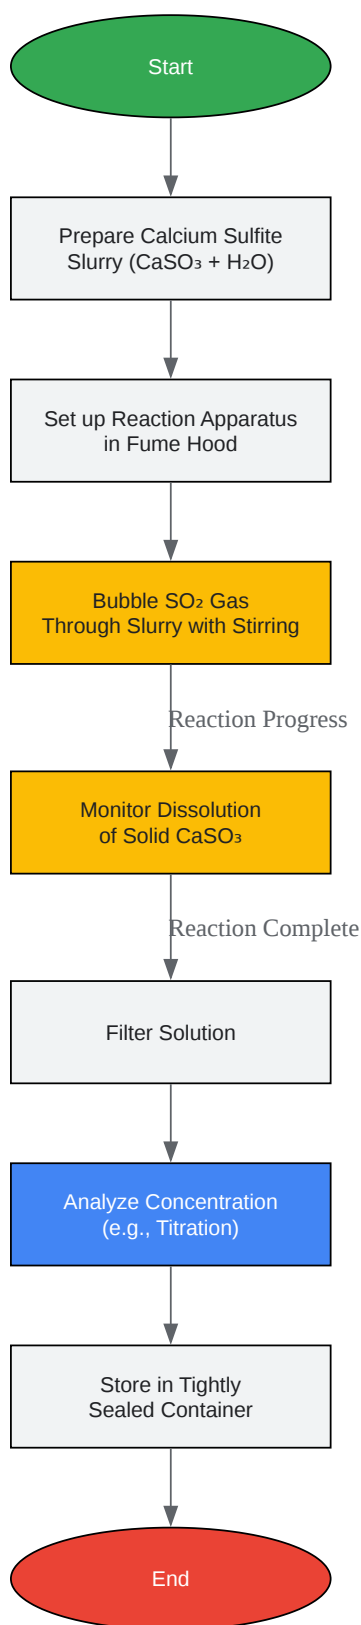 Start
Prepare Calcium Sulfite
Slurry (CaSO₃ + H₂O)
Set up Reaction Apparatus
in Fume Hood
Bubble SO₂ Gas
Through Slurry with Stirring
Reaction Progress
Monitor Dissolution
of Solid CaSO₃
Reaction Complete
Filter Solution
Analyze Concentration
(e.g., Titration)
Store in Tightly
Sealed Container
End